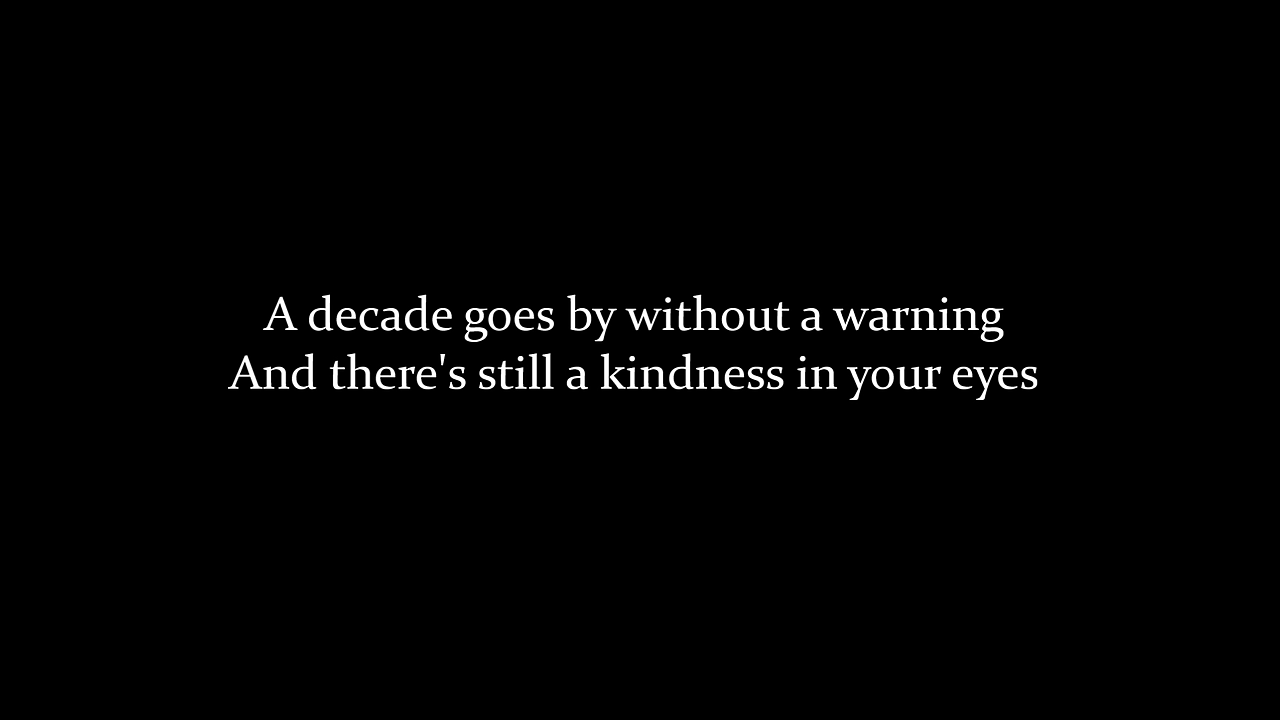 A decade goes by without a warning
And there's still a kindness in your eyes